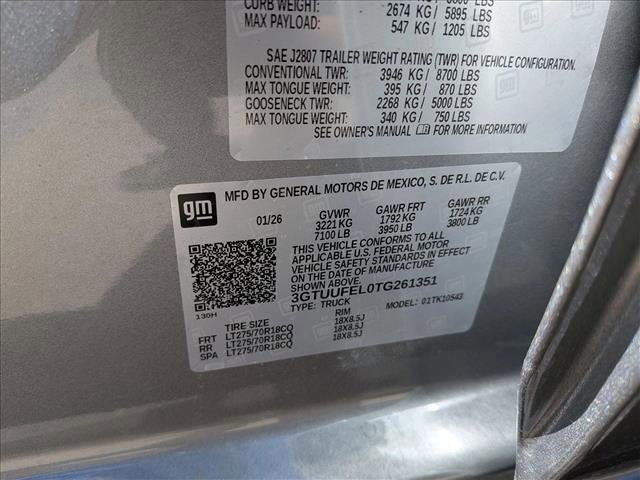 CURB WEIGHT: 2674 KG / 5895 LBS
MAX PAYLOAD: 547 KG / 1205 LBS
SAE J2807 TRAILER WEIGHT RATING (TWR) FOR VEHICLE CONFIGURATION.
CONVENTIONAL TWR: 3946 KG / 8700 LBS
MAX TONGUE WEIGHT: 395 KG / 870 LBS
GOOSENECK TWR: 2268 KG / 5000 LBS
MAX TONGUE WEIGHT: 340 KG / 750 LBS
SEE OWNER'S MANUAL FOR MORE INFORMATION
gm
MFD BY GENERAL MOTORS DE MEXICO, S. DE R.L. DE C.V.
01/26 GVWR GAWR FRT GAWR RR
3221 KG 1792 KG 1724 KG
7100 LB 3950 LB 3800 LB
THIS VEHICLE CONFORMS TO ALL
APPLICABLE U.S. FEDERAL MOTOR
VEHICLE SAFETY STANDARDS IN EFFECT
ON THE DATE OF MANUFACTURE
SHOWN ABOVE.
3GTUUFEL0TG261351
TYPE: TRUCK MODEL: 01TK10543
130H
TIRE SIZE RIM
FRT LT275/70R18CQ 18X8.5J
RR LT275/70R18CQ 18X8.5J
SPA LT275/70R18CQ 18X8.5J